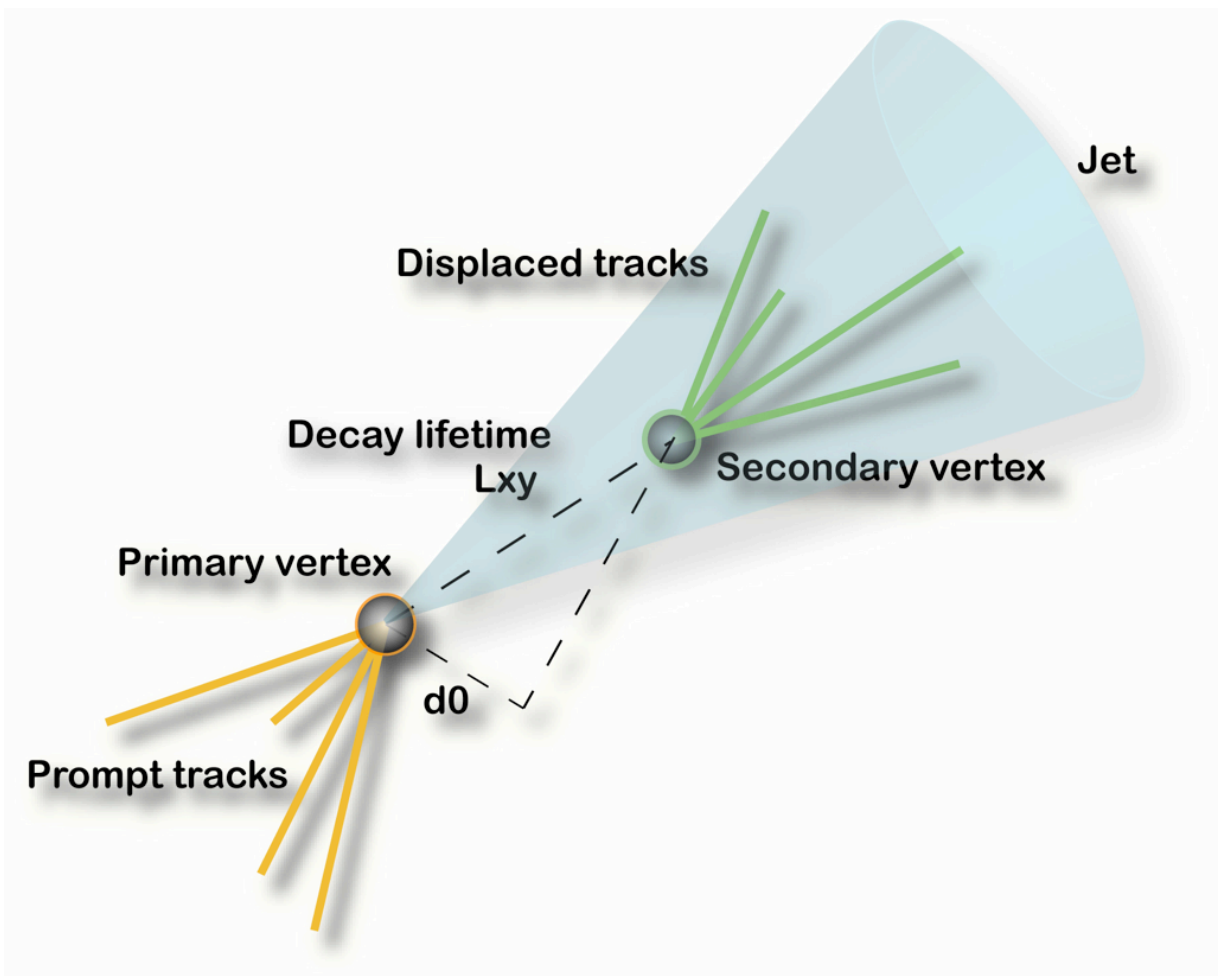 Jet
Displaced tracks
Decay lifetime
Lxy
Secondary vertex
Primary vertex
d0
Prompt tracks